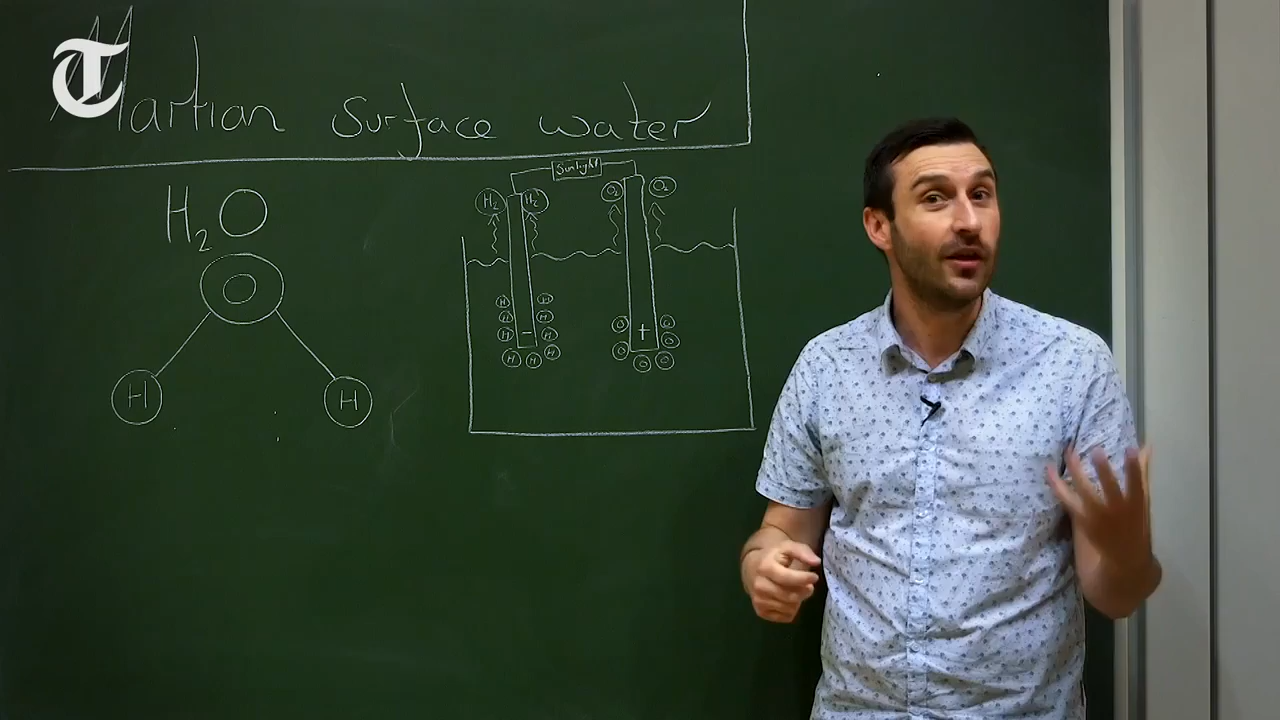 T
Martian surface water
Sunlight
H₂O
H₂ H₂ O₂ O₂
O
H H
H H
H H O O
H H - + O
H H H O O O O
H H